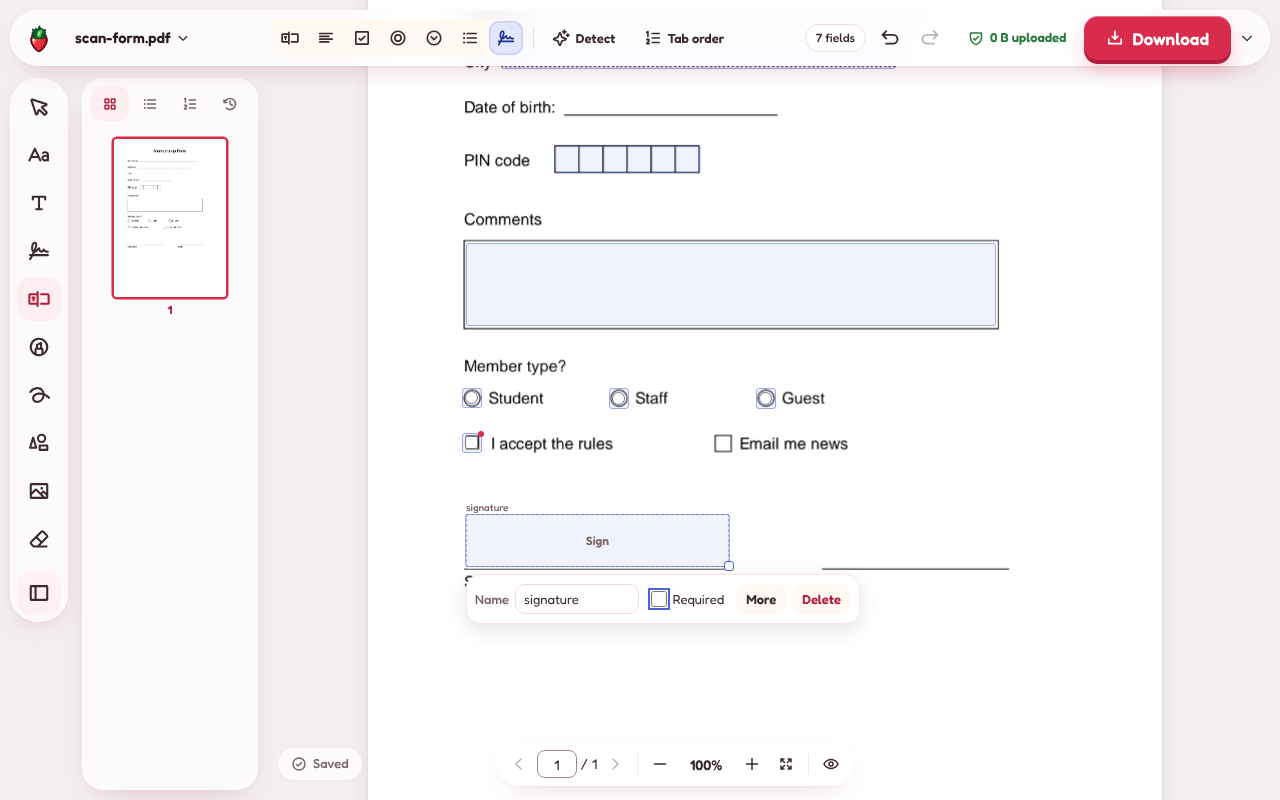 scan-form.pdf
Detect
Tab order
7 fields
0 B uploaded
Download
Aa
T
1
City
Date of birth:
PIN code
Comments
Member type?
Student Staff Guest
I accept the rules Email me news
signature
Sign
Name signature Required More Delete
Saved
1 / 1
100%